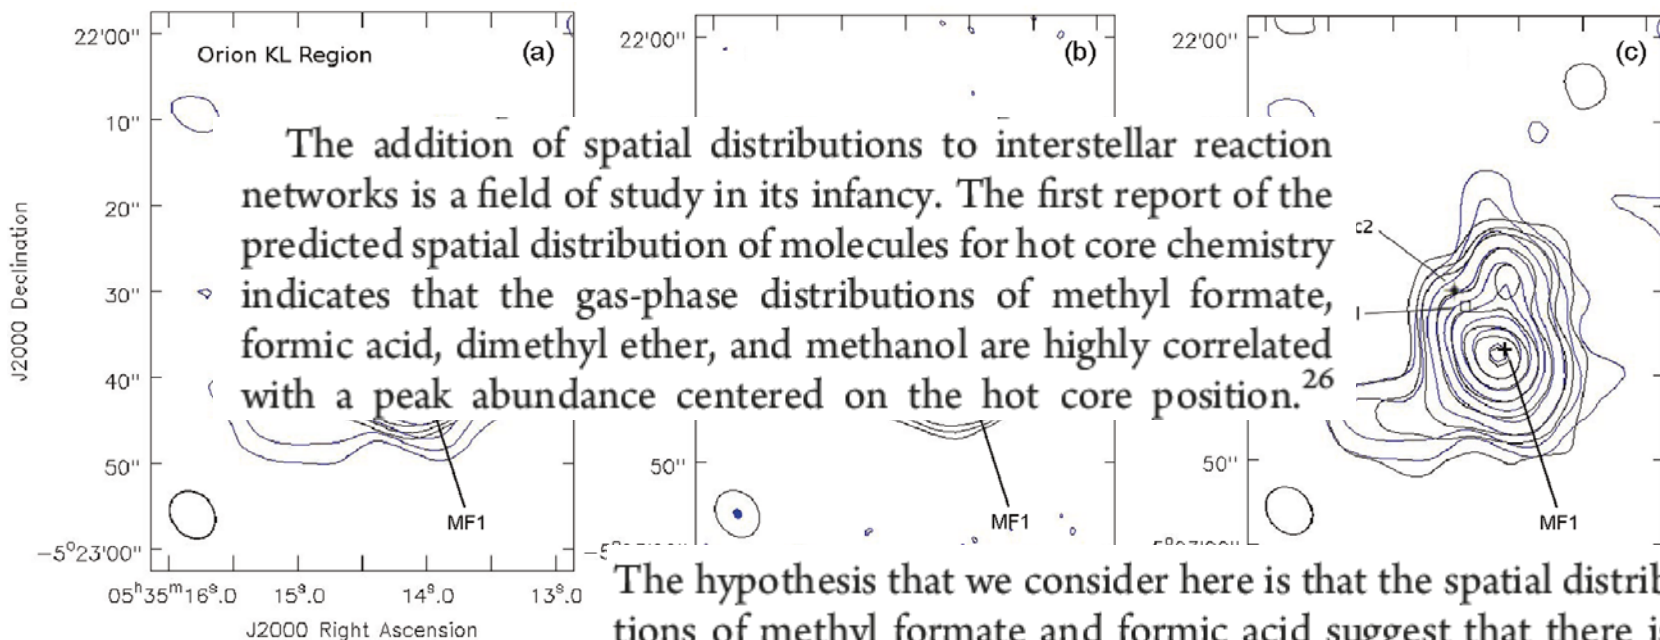 22'00"
Orion KL Region
(a)
10"
20"
30"
40"
50"
−5°23'00"
J2000 Declination
05ʰ35ᵐ16ˢ.0
15ˢ.0
14ˢ.0
13ˢ.0
J2000 Right Ascension
MF1
22'00"
(b)
50"
MF1
22'00"
(c)
c2
50"
MF1
The addition of spatial distributions to interstellar reaction
networks is a field of study in its infancy. The first report of the
predicted spatial distribution of molecules for hot core chemistry
indicates that the gas-phase distributions of methyl formate,
formic acid, dimethyl ether, and methanol are highly correlated
with a peak abundance centered on the hot core position.²⁶
The hypothesis that we consider here is that the spatial distrib
tions of methyl formate and formic acid suggest that there i